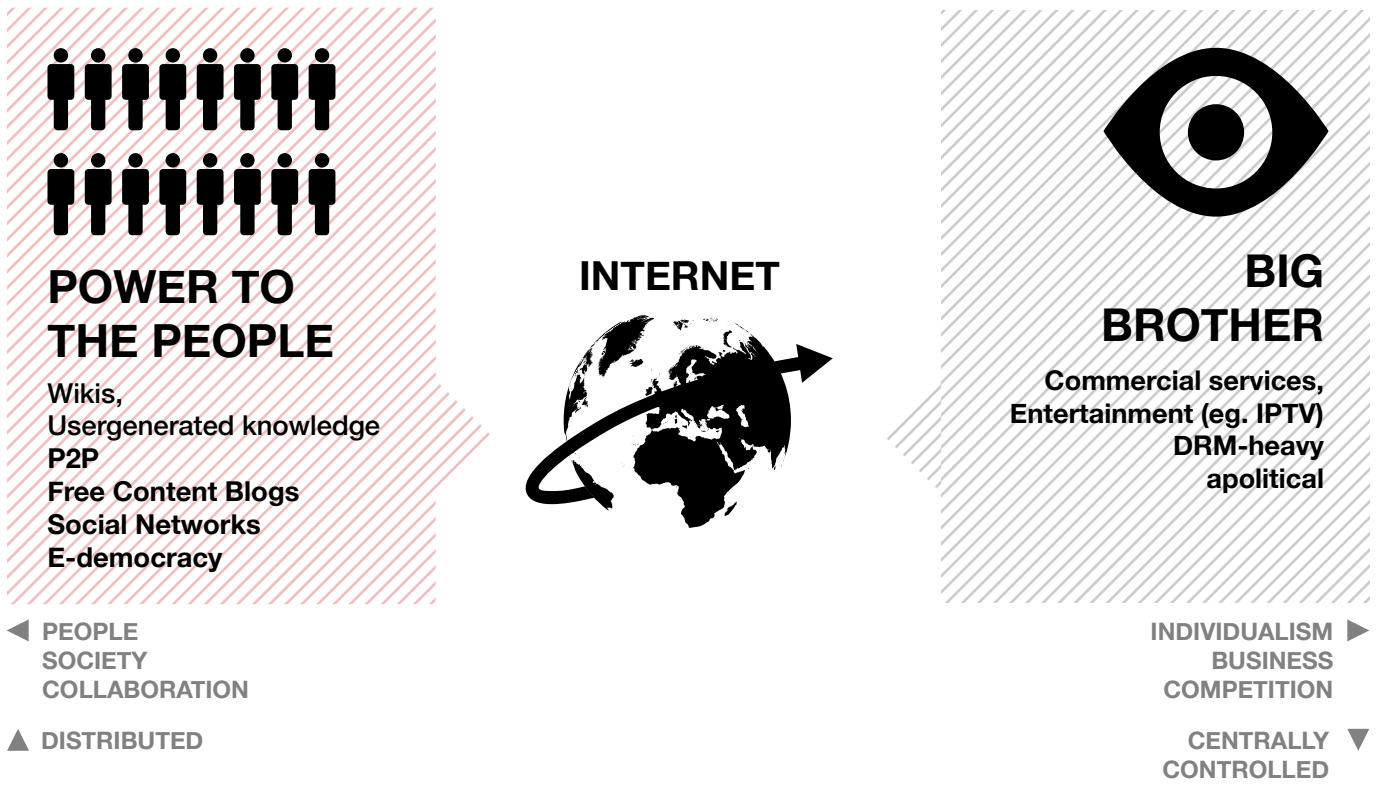 POWER TO
THE PEOPLE
Wikis,
Usergenerated knowledge
P2P
Free Content Blogs
Social Networks
E-democracy
INTERNET
BIG
BROTHER
Commercial services,
Entertainment (eg. IPTV)
DRM-heavy
apolitical
PEOPLE
SOCIETY
COLLABORATION
DISTRIBUTED
INDIVIDUALISM
BUSINESS
COMPETITION
CENTRALLY
CONTROLLED